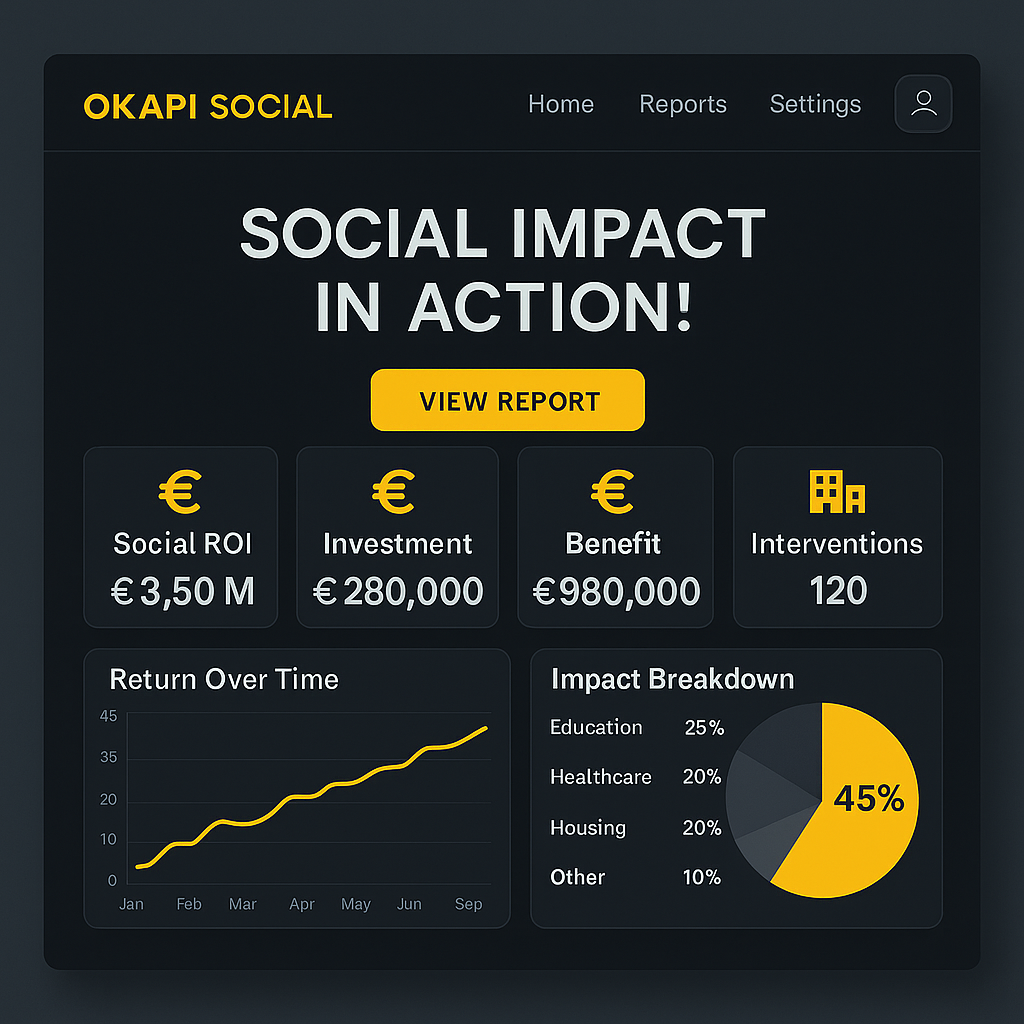 OKAPI SOCIAL
Home Reports Settings
SOCIAL IMPACT
IN ACTION!
VIEW REPORT
€
Social ROI
€3,50 M
€
Investment
€280,000
€
Benefit
€980,000
Interventions
120
Return Over Time
45
35
20
10
0
Jan Feb Mar Apr May Jun Sep
Impact Breakdown
Education 25%
Healthcare 20%
Housing 20%
Other 10%
45%